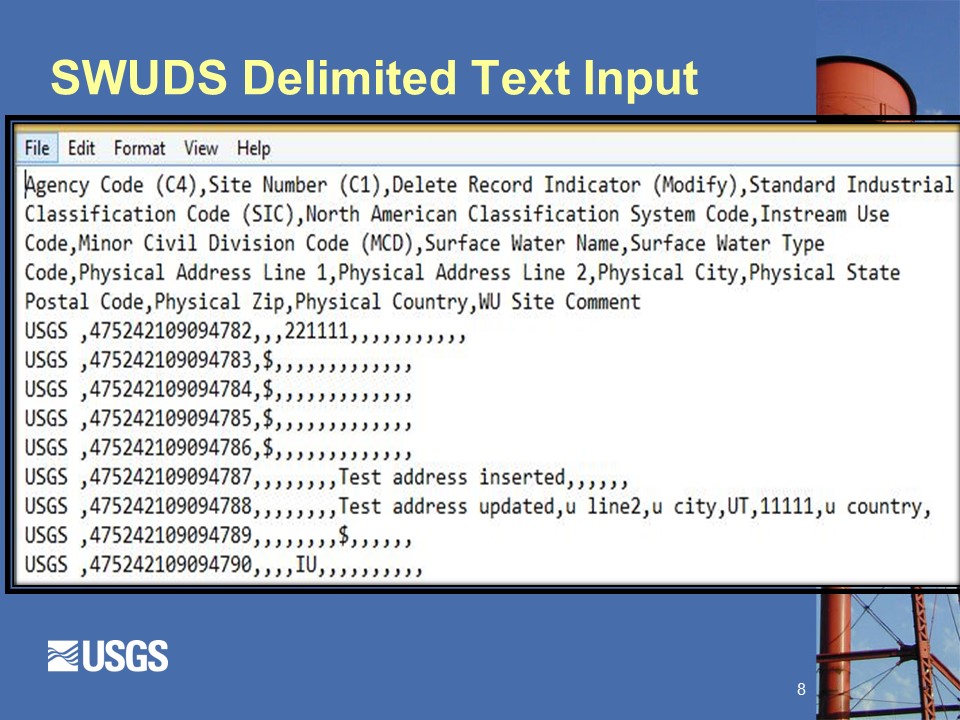 SWUDS Delimited Text Input
File Edit Format View Help
Agency Code (C4),Site Number (C1),Delete Record Indicator (Modify),Standard Industrial
Classification Code (SIC),North American Classification System Code,Instream Use
Code,Minor Civil Division Code (MCD),Surface Water Name,Surface Water Type
Code,Physical Address Line 1,Physical Address Line 2,Physical City,Physical State
Postal Code,Physical Zip,Physical Country,WU Site Comment
USGS ,475242109094782,,,221111,,,,,,,,,,,
USGS ,475242109094783,$,,,,,,,,,,,,,
USGS ,475242109094784,$,,,,,,,,,,,,,
USGS ,475242109094785,$,,,,,,,,,,,,,
USGS ,475242109094786,$,,,,,,,,,,,,,
USGS ,475242109094787,,,,,,,,Test address inserted,,,,,,
USGS ,475242109094788,,,,,,,,Test address updated,u line2,u city,UT,11111,u country,
USGS ,475242109094789,,,,,,,,$,,,,,,
USGS ,475242109094790,,,,IU,,,,,,,,,,
USGS
8